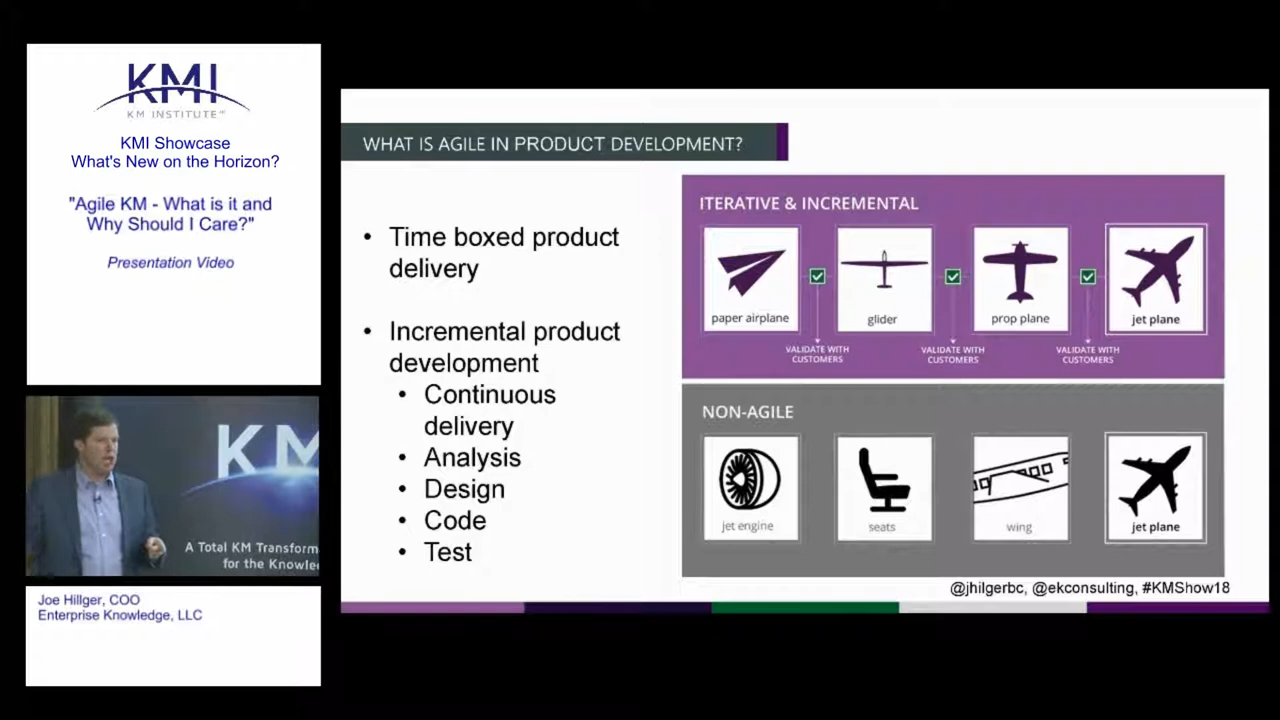 KMI
KM INSTITUTE™
KMI Showcase
What's New on the Horizon?
"Agile KM - What is it and
Why Should I Care?"
Presentation Video
KM
A Total KM Transform
for the Knowle
Joe Hillger, COO
Enterprise Knowledge, LLC
WHAT IS AGILE IN PRODUCT DEVELOPMENT?
• Time boxed product
delivery
• Incremental product
development
• Continuous
delivery
• Analysis
• Design
• Code
• Test
ITERATIVE & INCREMENTAL
paper airplane
glider
prop plane
jet plane
VALIDATE WITH
CUSTOMERS
VALIDATE WITH
CUSTOMERS
VALIDATE WITH
CUSTOMERS
NON-AGILE
jet engine
seats
wing
jet plane
@jhilgerbc, @ekconsulting, #KMShow18